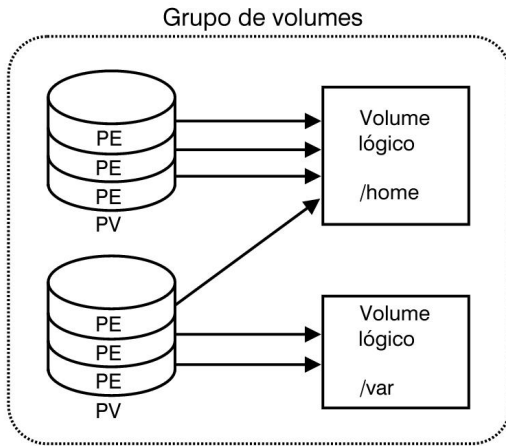 Grupo de volumes
PE
PE
PE
PV
Volume
lógico
/home
PE
PE
PE
PV
Volume
lógico
/var